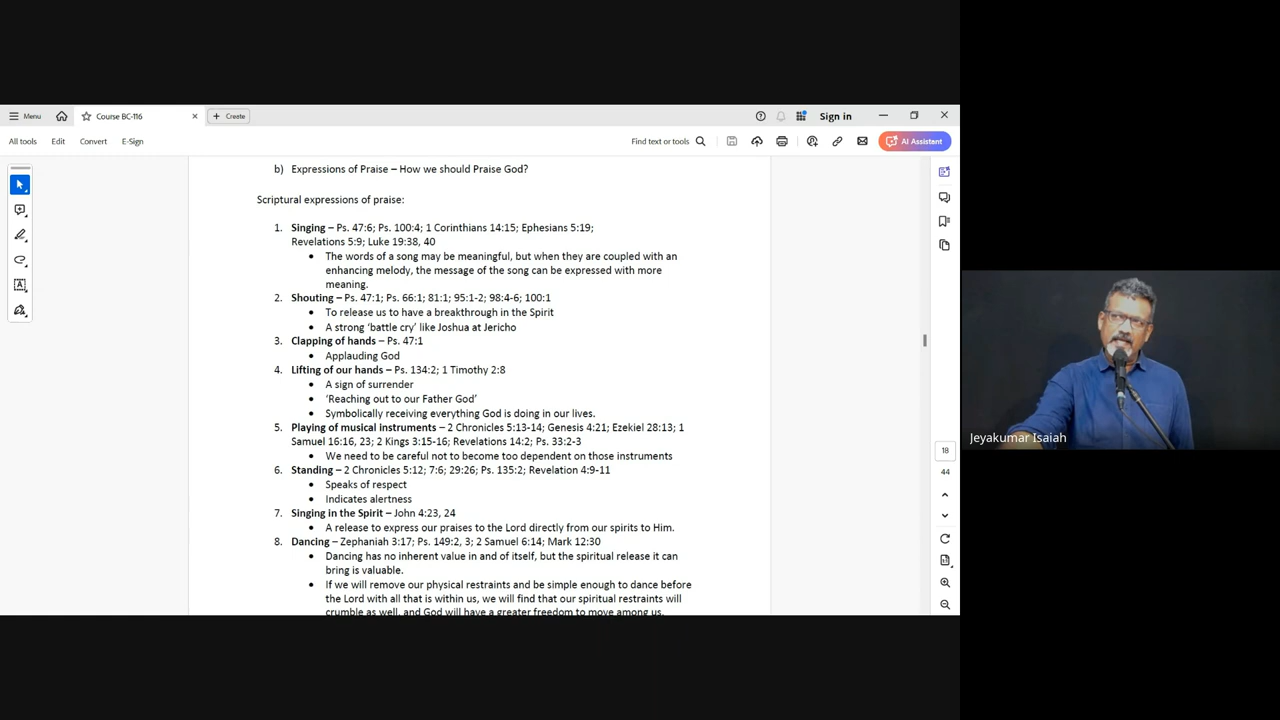 Menu
Course BC-116
Create
Sign in
All tools
Edit
Convert
E-Sign
Find text or tools
AI Assistant
b) Expressions of Praise – How we should Praise God?
Scriptural expressions of praise:
1. Singing – Ps. 47:6; Ps. 100:4; 1 Corinthians 14:15; Ephesians 5:19;
Revelations 5:9; Luke 19:38, 40
• The words of a song may be meaningful, but when they are coupled with an
enhancing melody, the message of the song can be expressed with more
meaning.
2. Shouting – Ps. 47:1; Ps. 66:1; 81:1; 95:1-2; 98:4-6; 100:1
• To release us to have a breakthrough in the Spirit
• A strong ‘battle cry’ like Joshua at Jericho
3. Clapping of hands – Ps. 47:1
• Applauding God
4. Lifting of our hands – Ps. 134:2; 1 Timothy 2:8
• A sign of surrender
• ‘Reaching out to our Father God’
• Symbolically receiving everything God is doing in our lives.
5. Playing of musical instruments – 2 Chronicles 5:13-14; Genesis 4:21; Ezekiel 28:13; 1
Samuel 16:16, 23; 2 Kings 3:15-16; Revelations 14:2; Ps. 33:2-3
• We need to be careful not to become too dependent on those instruments
6. Standing – 2 Chronicles 5:12; 7:6; 29:26; Ps. 135:2; Revelation 4:9-11
• Speaks of respect
• Indicates alertness
7. Singing in the Spirit – John 4:23, 24
• A release to express our praises to the Lord directly from our spirits to Him.
8. Dancing – Zephaniah 3:17; Ps. 149:2, 3; 2 Samuel 6:14; Mark 12:30
• Dancing has no inherent value in and of itself, but the spiritual release it can
bring is valuable.
• If we will remove our physical restraints and be simple enough to dance before
the Lord with all that is within us, we will find that our spiritual restraints will
crumble as well, and God will have a greater freedom to move among us.
18
44
Jeyakumar Isaiah